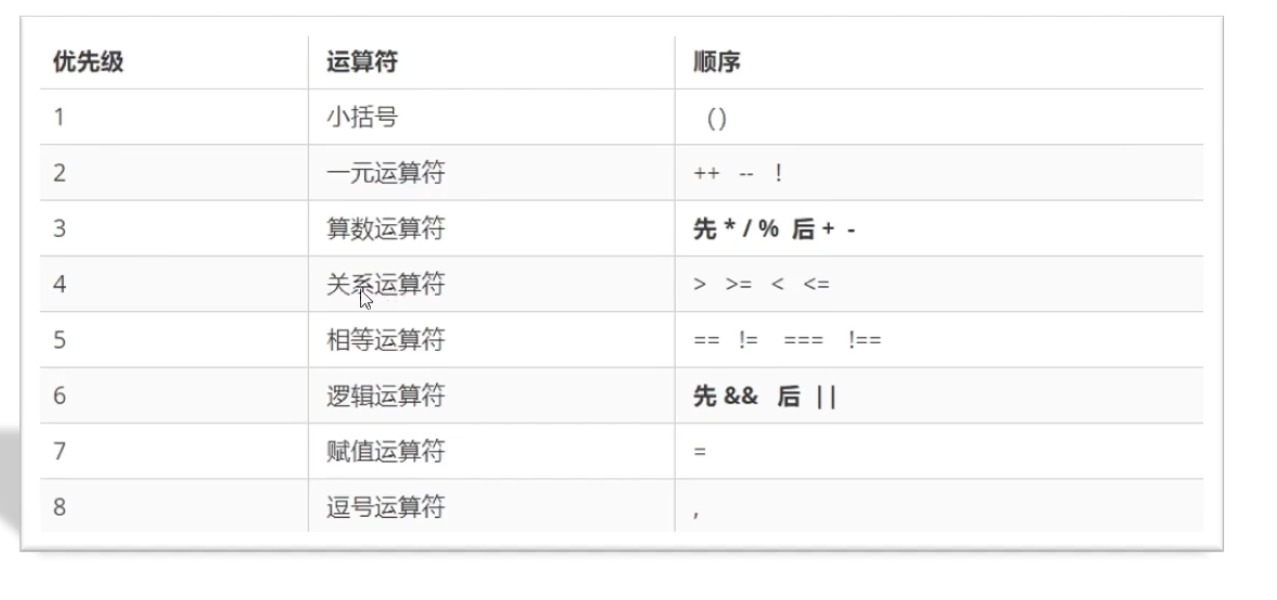 优先级 运算符 顺序
1 小括号 ()
2 一元运算符 ++ -- !
3 算数运算符 先 * / % 后 + -
4 关系运算符 > >= < <=
5 相等运算符 == != === !==
6 逻辑运算符 先 && 后 ||
7 赋值运算符 =
8 逗号运算符 ,